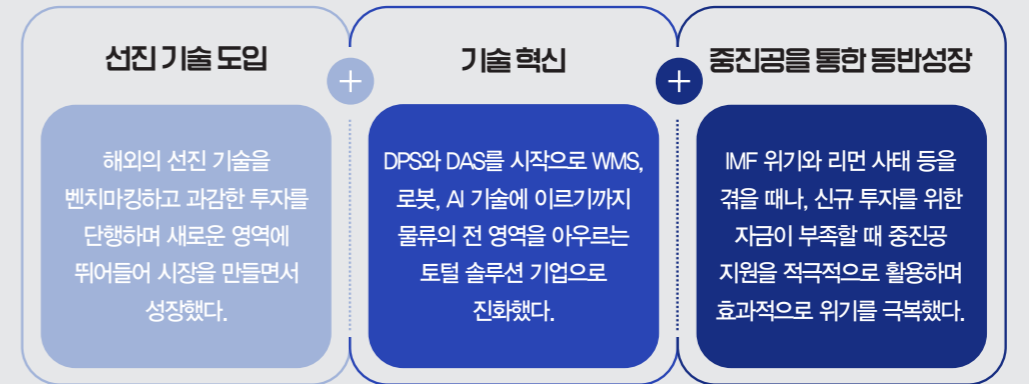 선진 기술 도입
해외의 선진 기술을
벤치마킹하고 과감한 투자를
단행하며 새로운 영역에
뛰어들어 시장을 만들면서
성장했다.
+
기술 혁신
DPS와 DAS를 시작으로 WMS,
로봇, AI 기술에 이르기까지
물류의 전 영역을 아우르는
토털 솔루션 기업으로
진화했다.
+
중진공을 통한 동반성장
IMF 위기와 리먼 사태 등을
겪을 때나, 신규 투자를 위한
자금이 부족할 때 중진공
지원을 적극적으로 활용하며
효과적으로 위기를 극복했다.